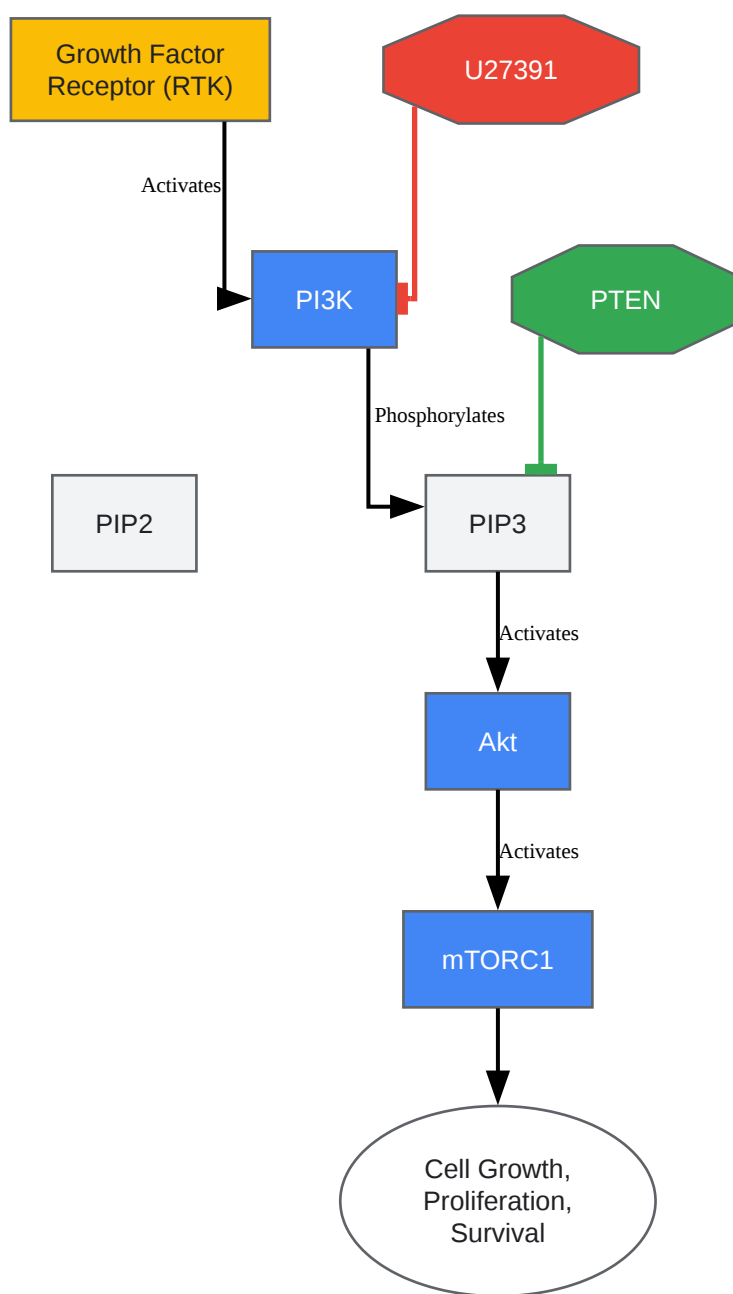 Growth Factor
Receptor (RTK)
U27391
Activates
PI3K
PTEN
Phosphorylates
PIP2
PIP3
Activates
Akt
Activates
mTORC1
Cell Growth,
Proliferation,
Survival